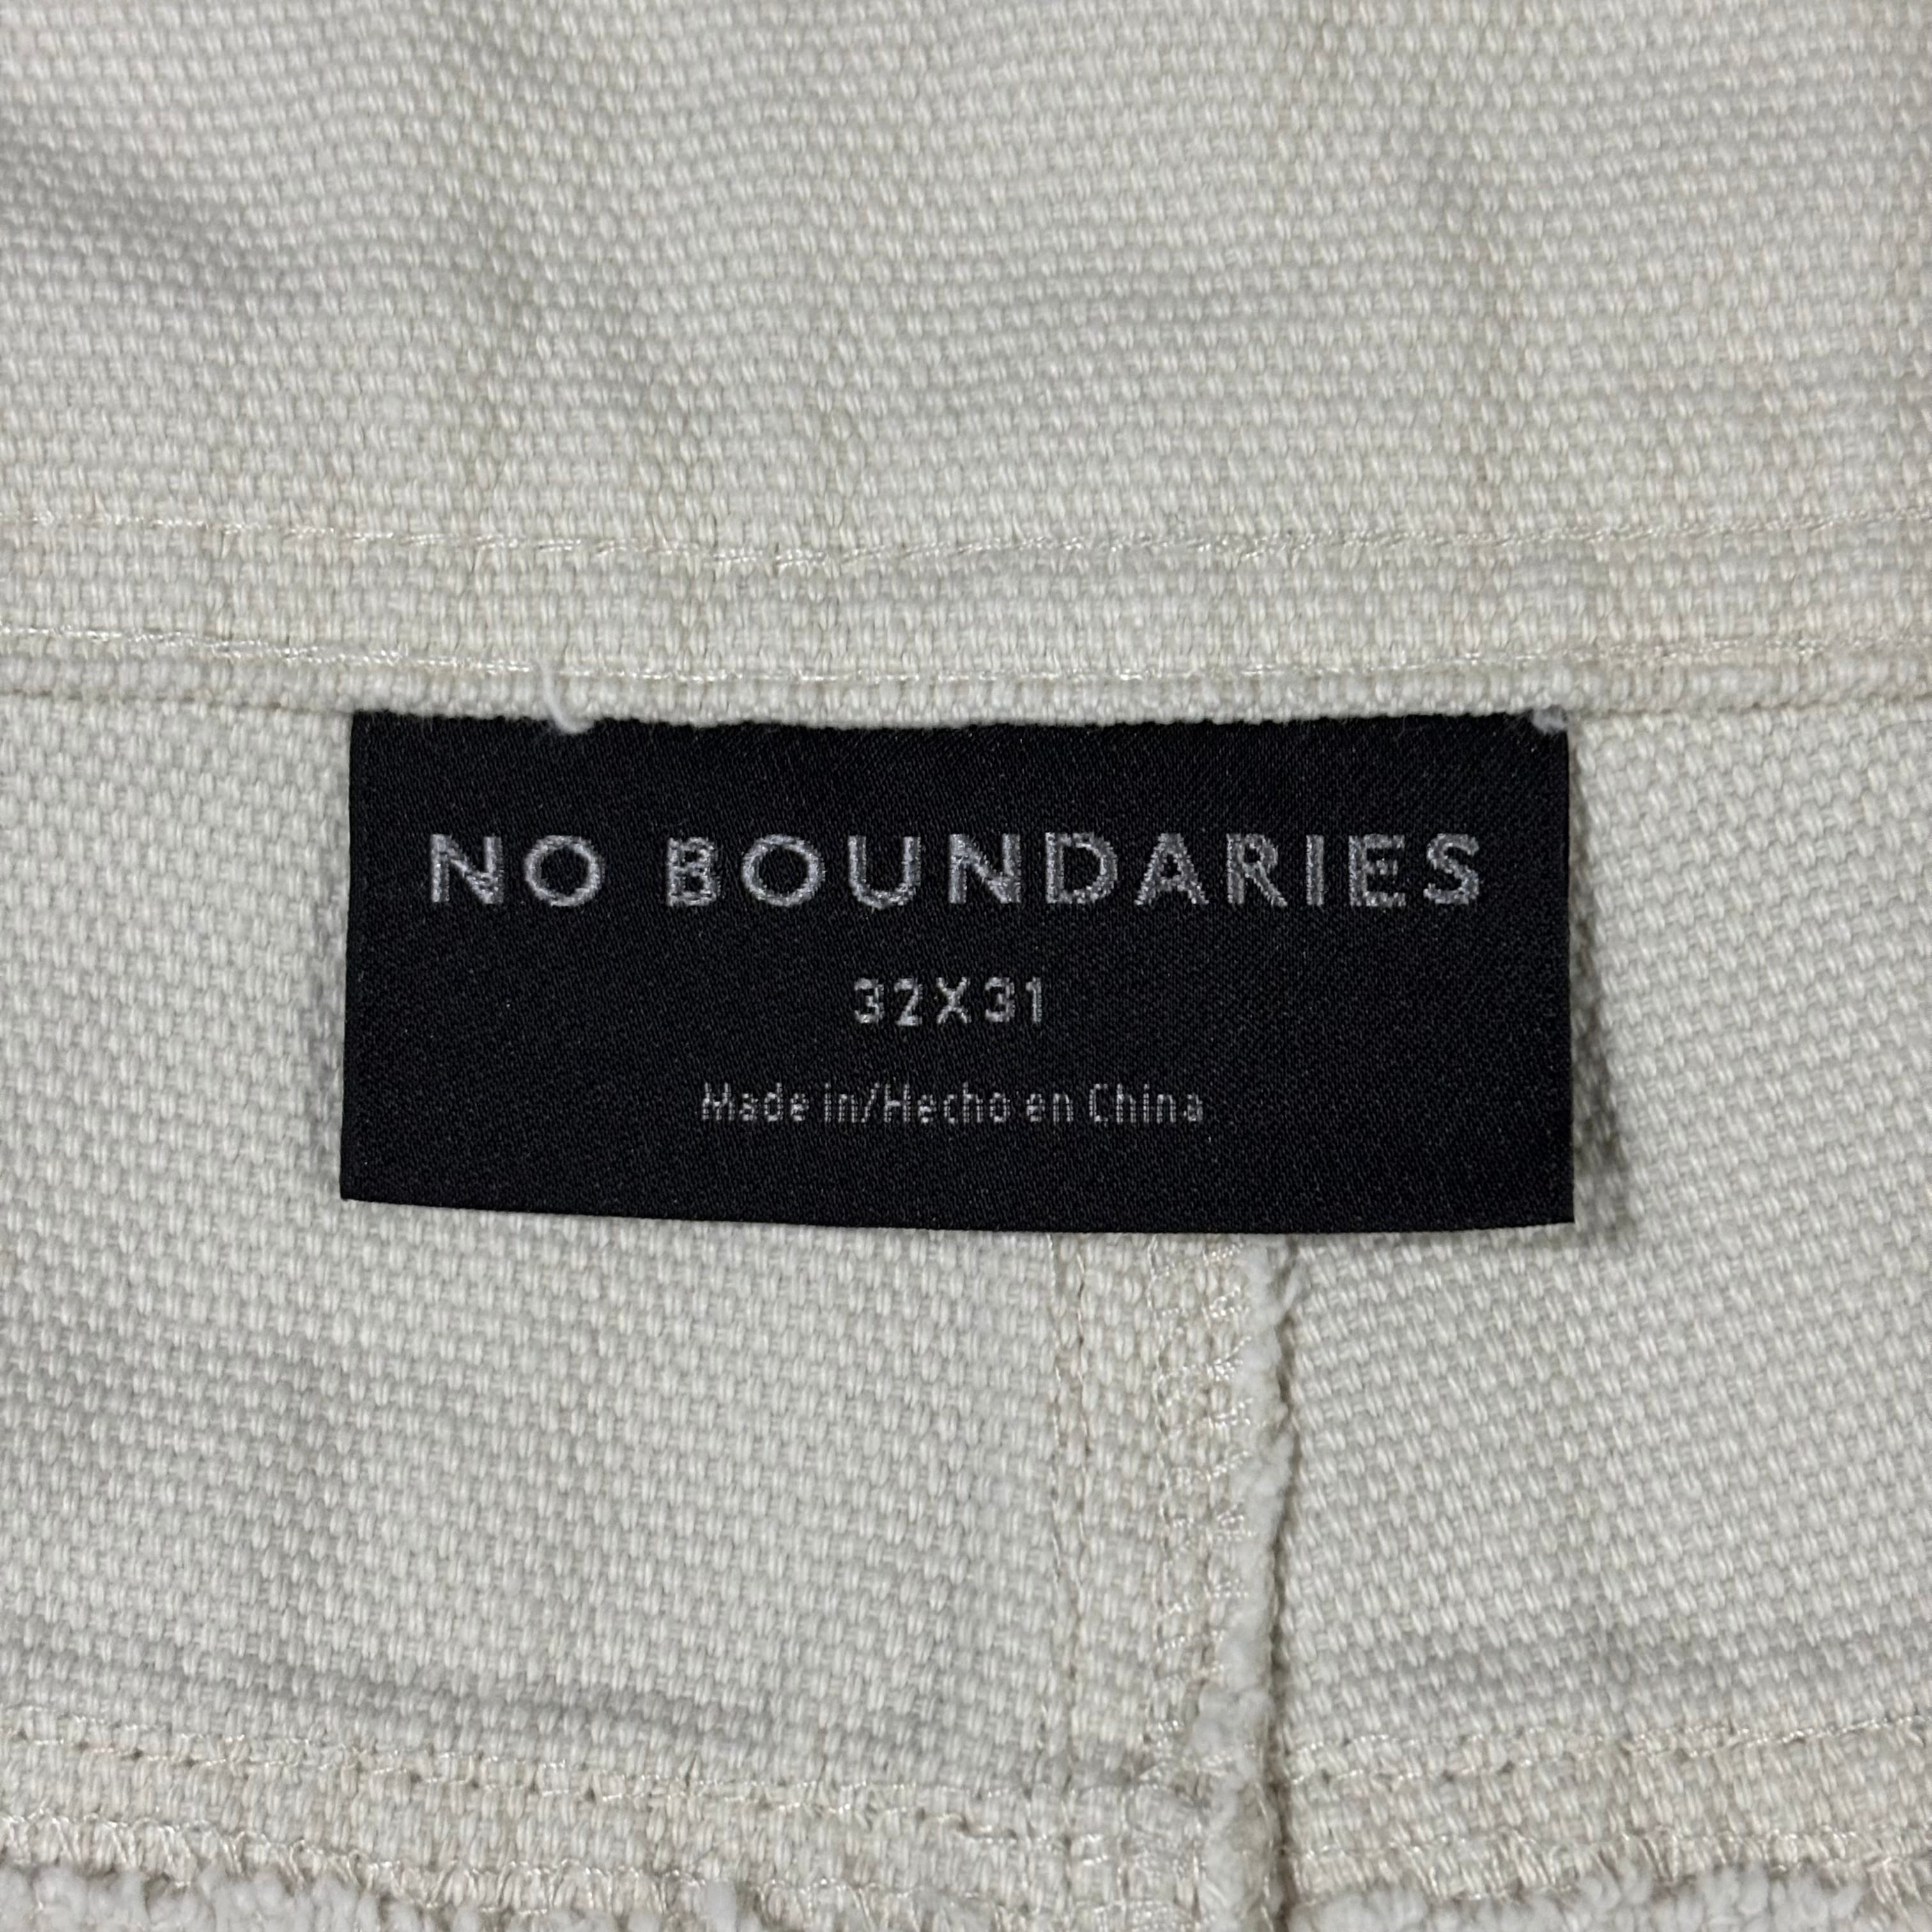 NO BOUNDARIES
32X31
Made in/Hecho en China